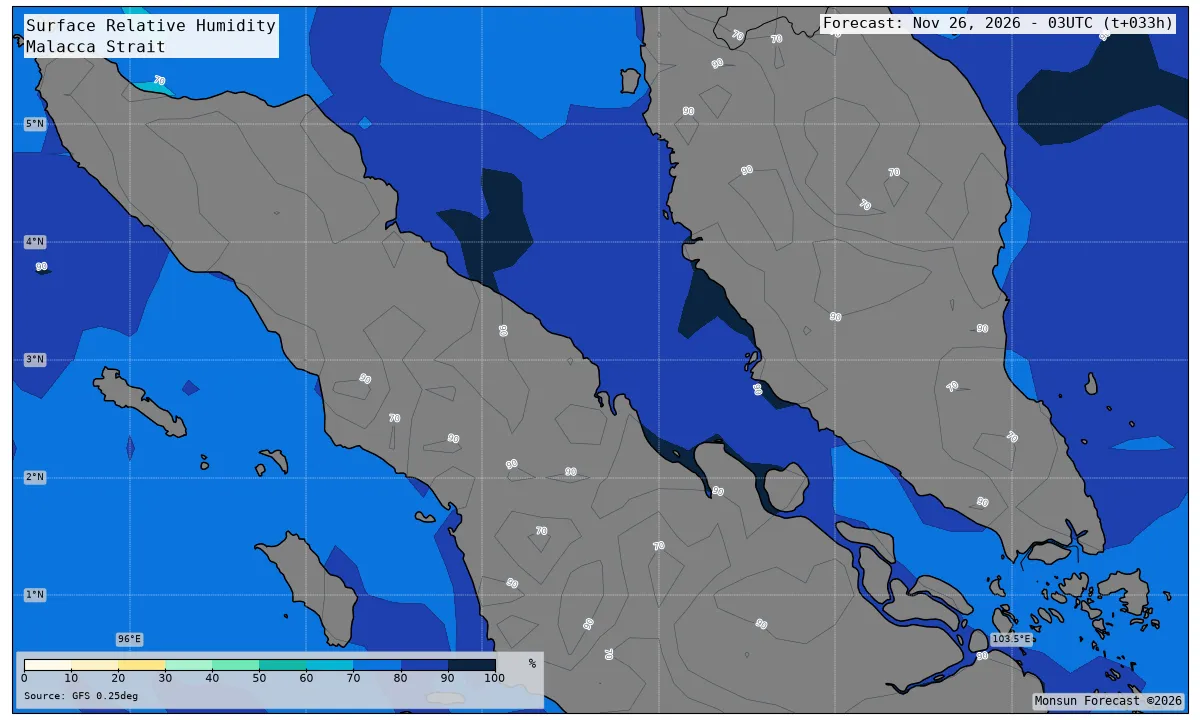 Surface Relative Humidity
Malacca Strait
Forecast: Nov 26, 2026 - 03UTC (t+033h)
70
70
70
90
90
90
70
70
5°N
4°N
90
90
90
90
3°N
90
90
70
70
90
70
90
90
2°N
90
90
70
70
90
1°N
90
90
96°E
103.5°E
70
90
%
0 10 20 30 40 50 60 70 80 90 100
Source: GFS 0.25deg
Monsun Forecast ©2026